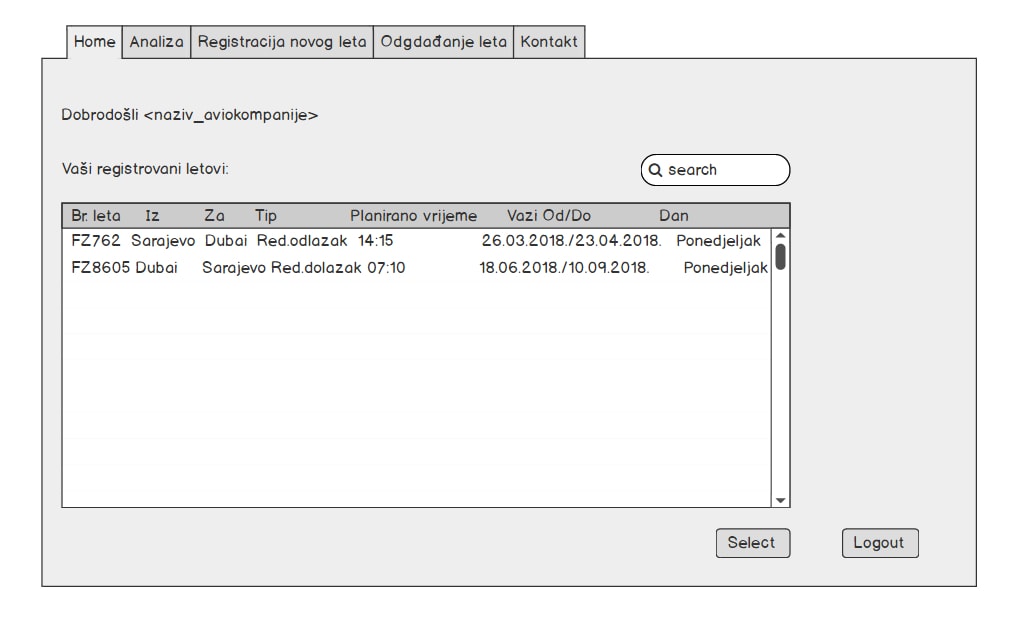 Home Analiza Registracija novog leta Odgdađanje leta Kontakt
Dobrodošli <naziv_aviokompanije>
Vaši registrovani letovi:
search
Br. leta Iz Za Tip Planirano vrijeme Vazi Od/Do Dan
FZ762 Sarajevo Dubai Red.odlazak 14:15 26.03.2018./23.04.2018. Ponedjeljak
FZ8605 Dubai Sarajevo Red.dolazak 07:10 18.06.2018./10.09.2018. Ponedjeljak
Select Logout